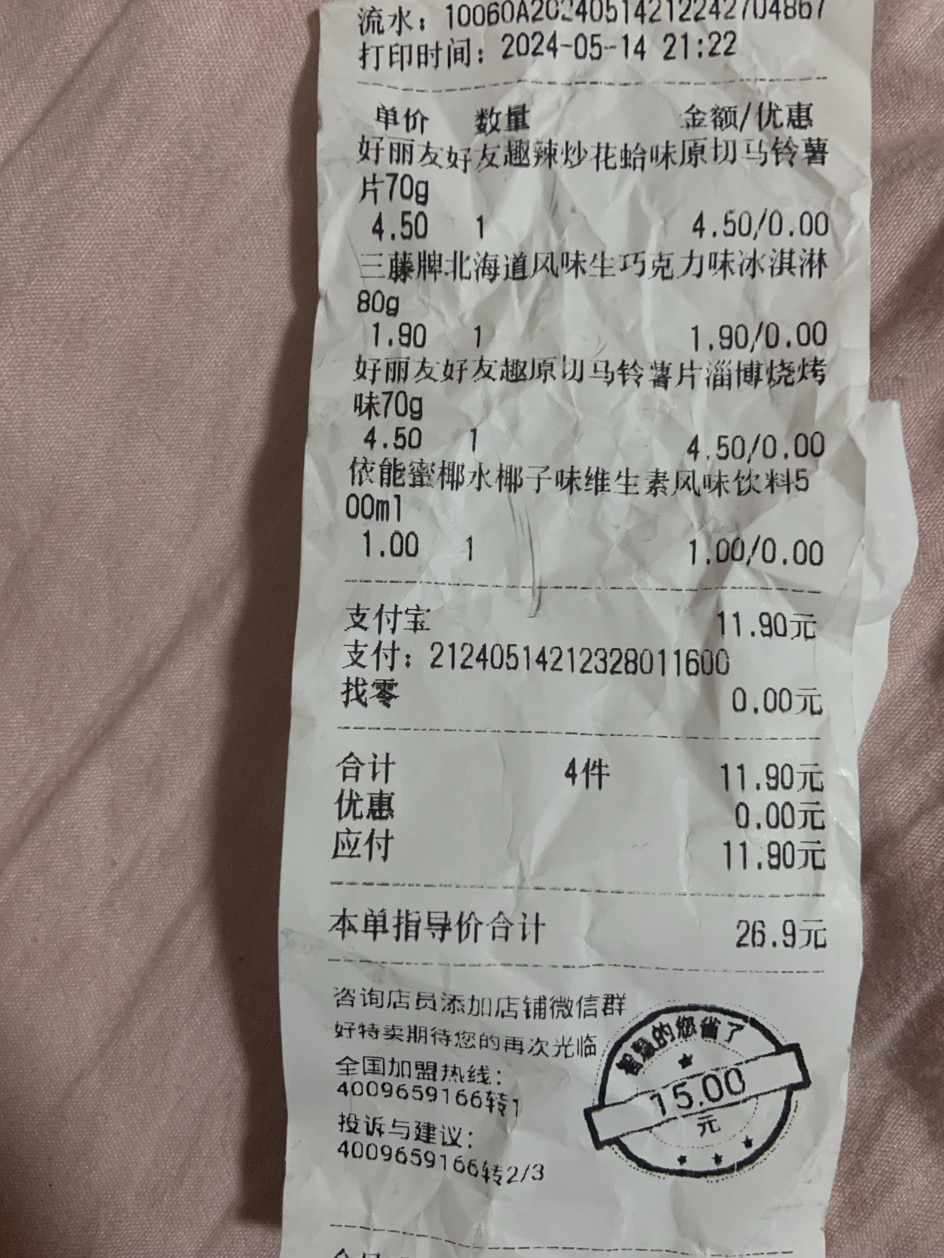 流水：10060A20240514212242704867
打印时间：2024-05-14 21:22
单价 数量 金额/优惠
好丽友好友趣辣炒花蛤味原切马铃薯
片70g
4.50 1 4.50/0.00
三藤牌北海道风味生巧克力味冰淇淋
80g
1.90 1 1.90/0.00
好丽友好友趣原切马铃薯片淄博烧烤
味70g
4.50 1 4.50/0.00
依能蜜椰水椰子味维生素风味饮料5
00ml
1.00 1 1.00/0.00
支付宝 11.90元
支付：21240514212328011600
找零 0.00元
合计 4件 11.90元
优惠 0.00元
应付 11.90元
本单指导价合计 26.9元
咨询店员添加店铺微信群
好特卖期待您的再次光临
全国加盟热线：
4009659166转1
投诉与建议：
4009659166转2/3
智慧的您省了
15.00
元